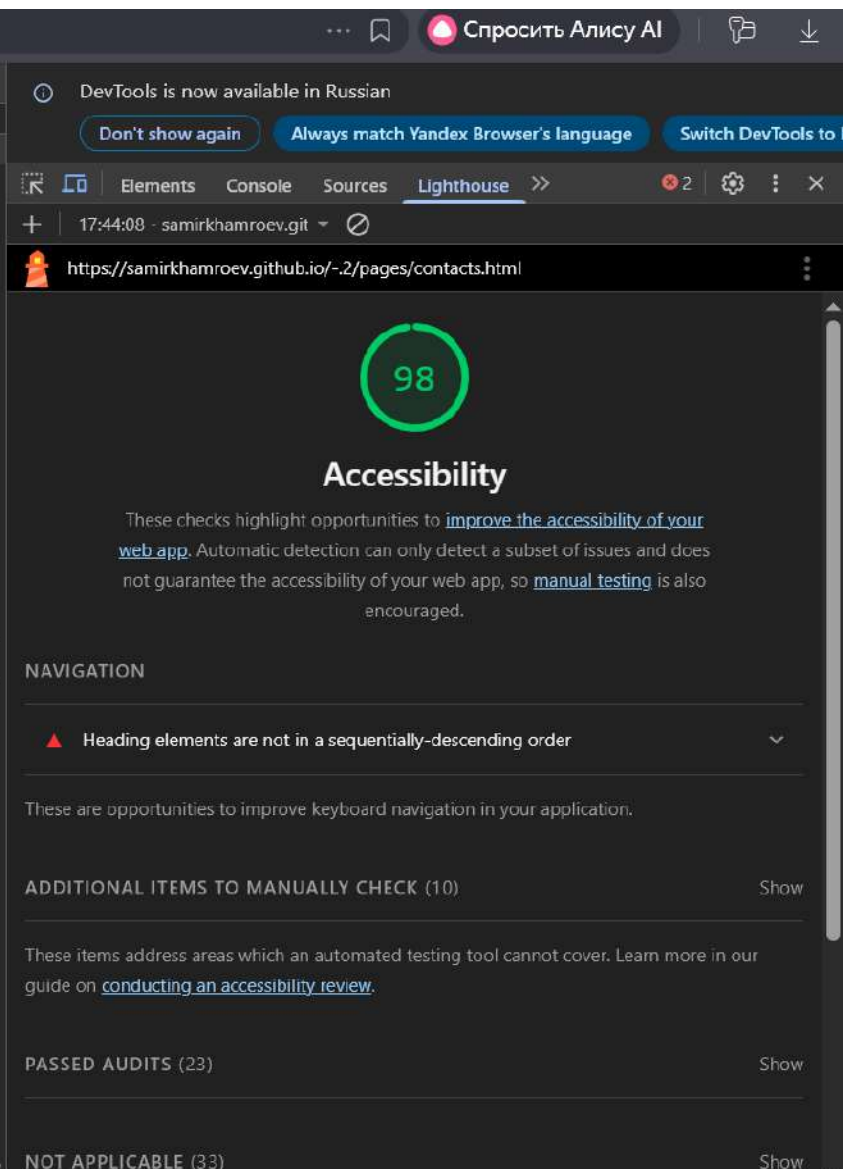 Спросить Алису AI
DevTools is now available in Russian
Don't show again Always match Yandex Browser's language Switch DevTools to
Elements Console Sources Lighthouse 2
17:44:08 - samirkhamroev.git
https://samirkhamroev.github.io/-.2/pages/contacts.html
98
Accessibility
These checks highlight opportunities to improve the accessibility of your
web app. Automatic detection can only detect a subset of issues and does
not guarantee the accessibility of your web app, so manual testing is also
encouraged.
NAVIGATION
Heading elements are not in a sequentially-descending order
These are opportunities to improve keyboard navigation in your application.
ADDITIONAL ITEMS TO MANUALLY CHECK (10) Show
These items address areas which an automated testing tool cannot cover. Learn more in our
guide on conducting an accessibility review.
PASSED AUDITS (23) Show
NOT APPLICABLE (33) Show